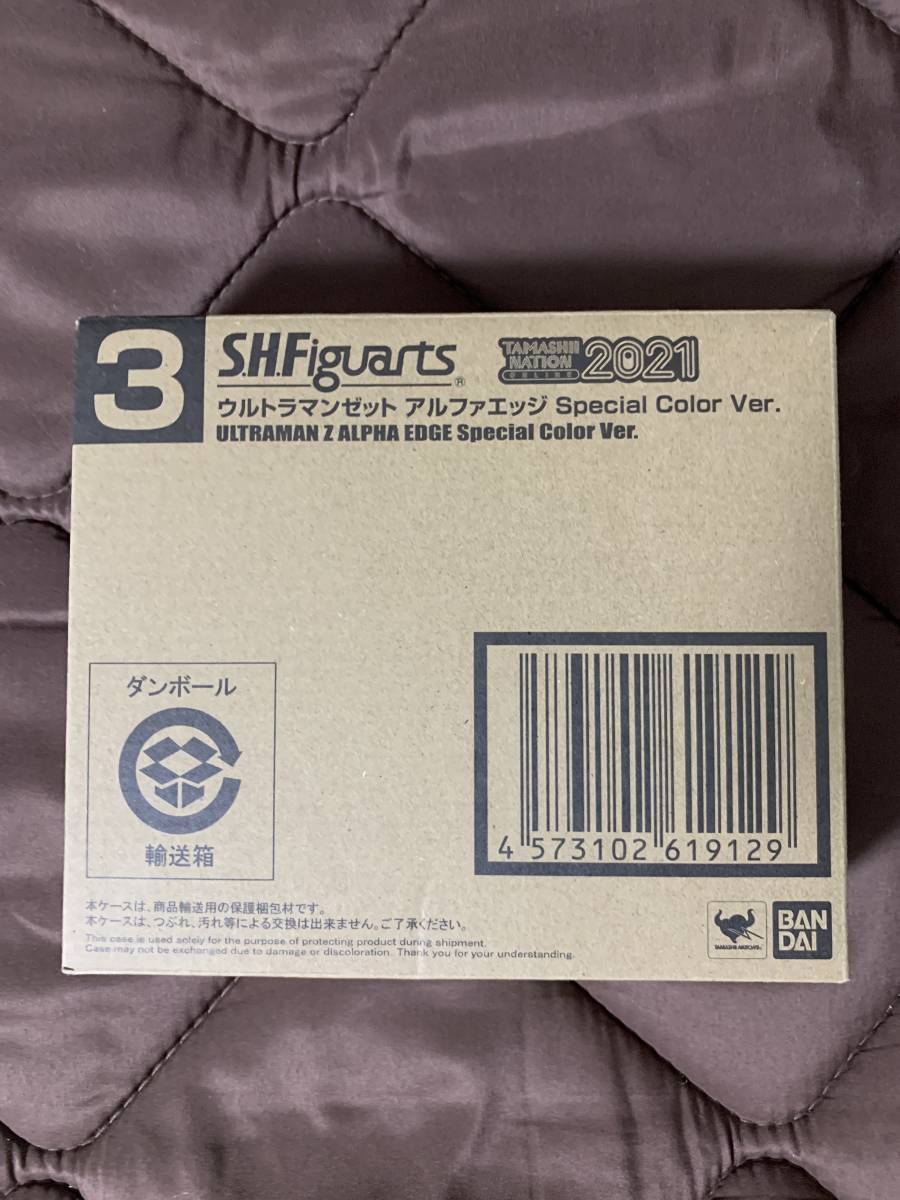 3
S.H.Figuarts®
TAMASHII
NATION
ONLINE
2021
ウルトラマンゼット アルファエッジ Special Color Ver.
ULTRAMAN Z ALPHA EDGE Special Color Ver.
ダンボール
輸送箱
4 573102 619129
本ケースは、商品輸送用の保護梱包材です。
本ケースは、つぶれ、汚れ等による交換は出来ません。ご了承ください。
This case is used solely for the purpose of protecting product during shipment.
Case may not be exchanged due to damage or discoloration. Thank you for your understanding.
TAMASHII NATIONS
BAN
DAI